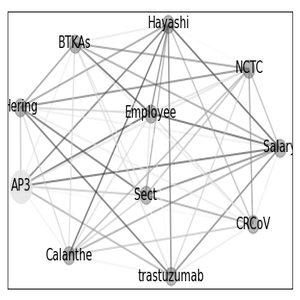 Hayashi
BTKAs
NCTC
Hering
Employee
Salary
AP3
Sect
CRCoV
Calanthe
trastuzumab